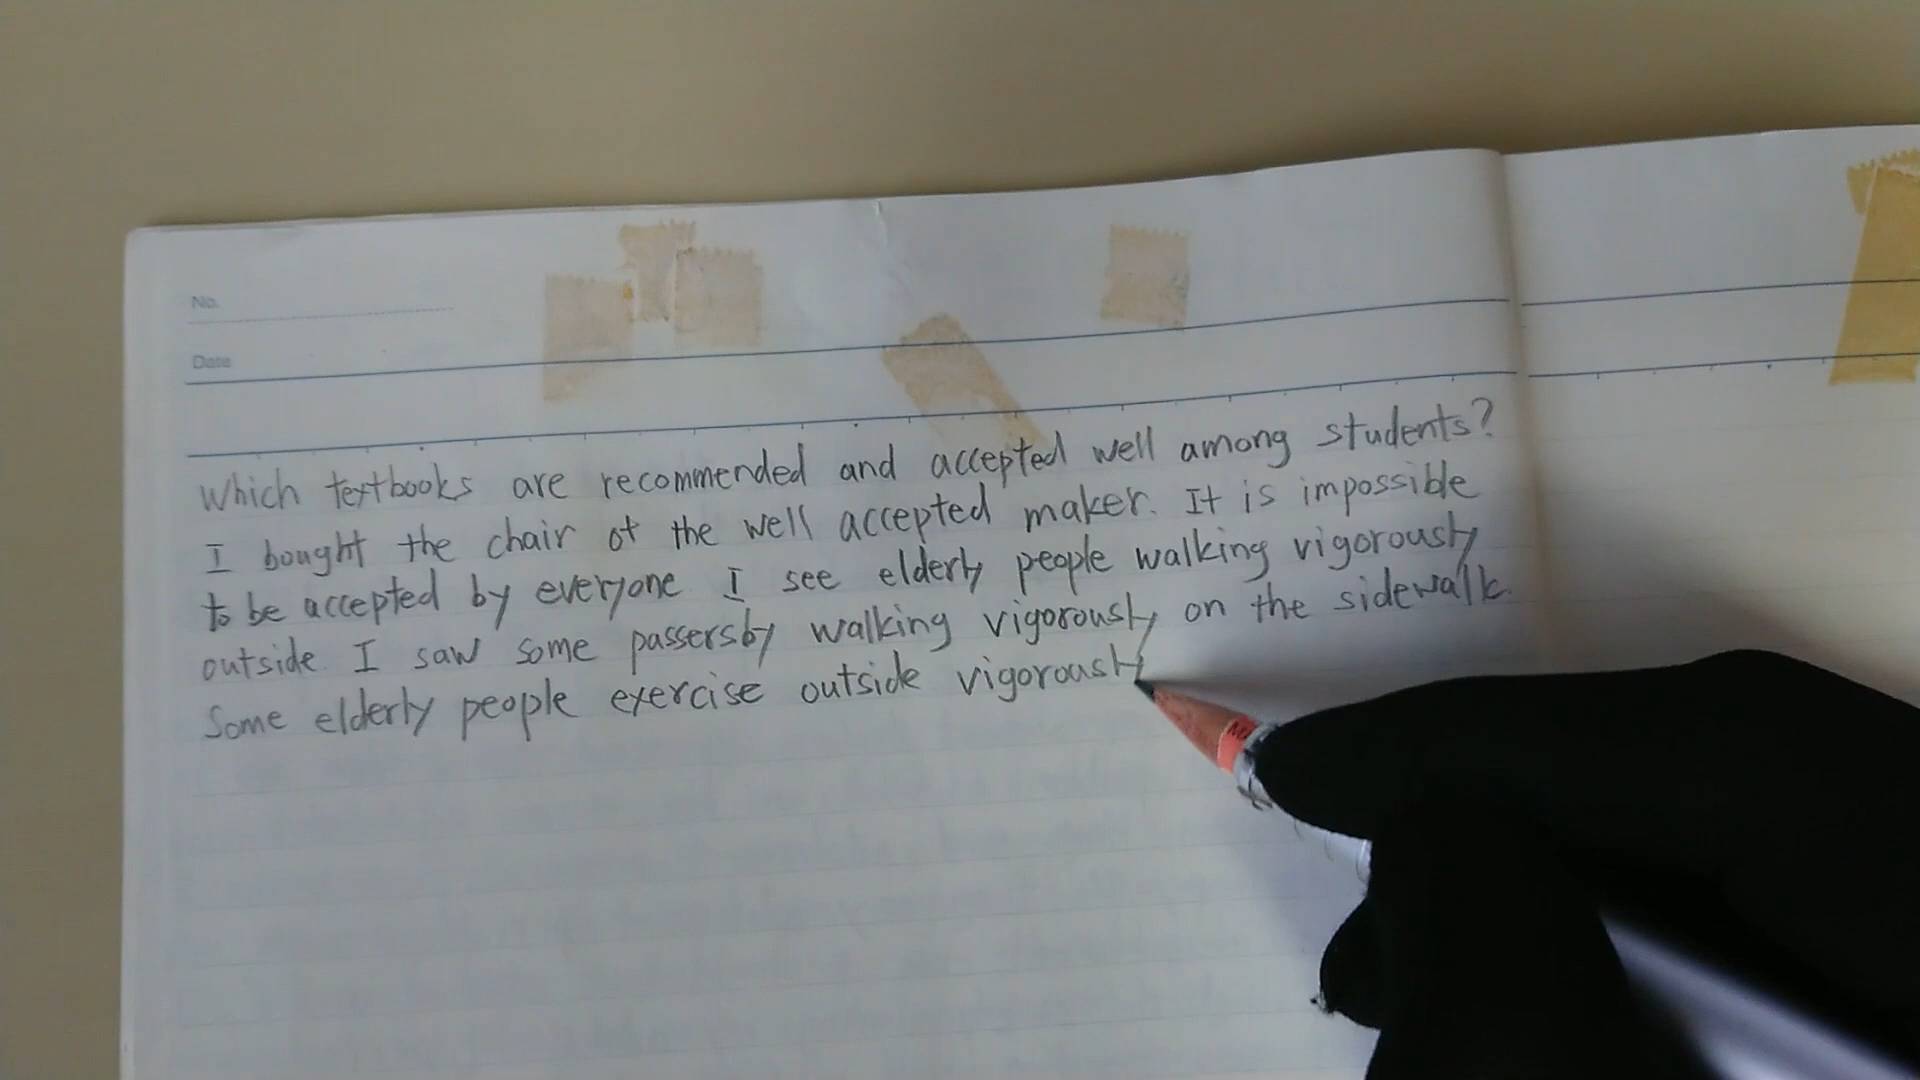 No.
Date
Which textbooks are recommended and accepted well among students?
I bought the chair of the well accepted maker. It is impossible
to be accepted by everyone I see elderly people walking vigorously
outside. I saw some passersby walking vigorously on the sidewalk.
Some elderly people exercise outside vigorously